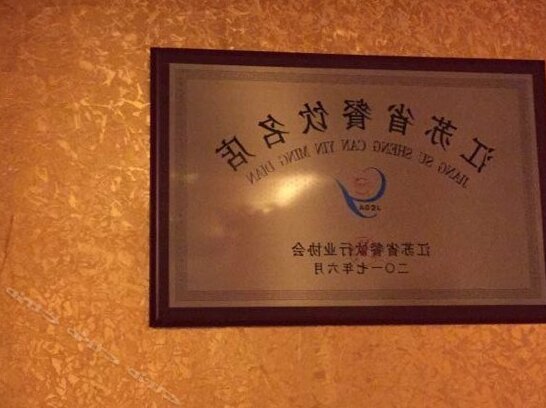 江苏省餐饮名店
JIANG SU SHENG CAN YIN MING DIAN
JCGA
江苏省餐饮行业协会
二〇一七年六月